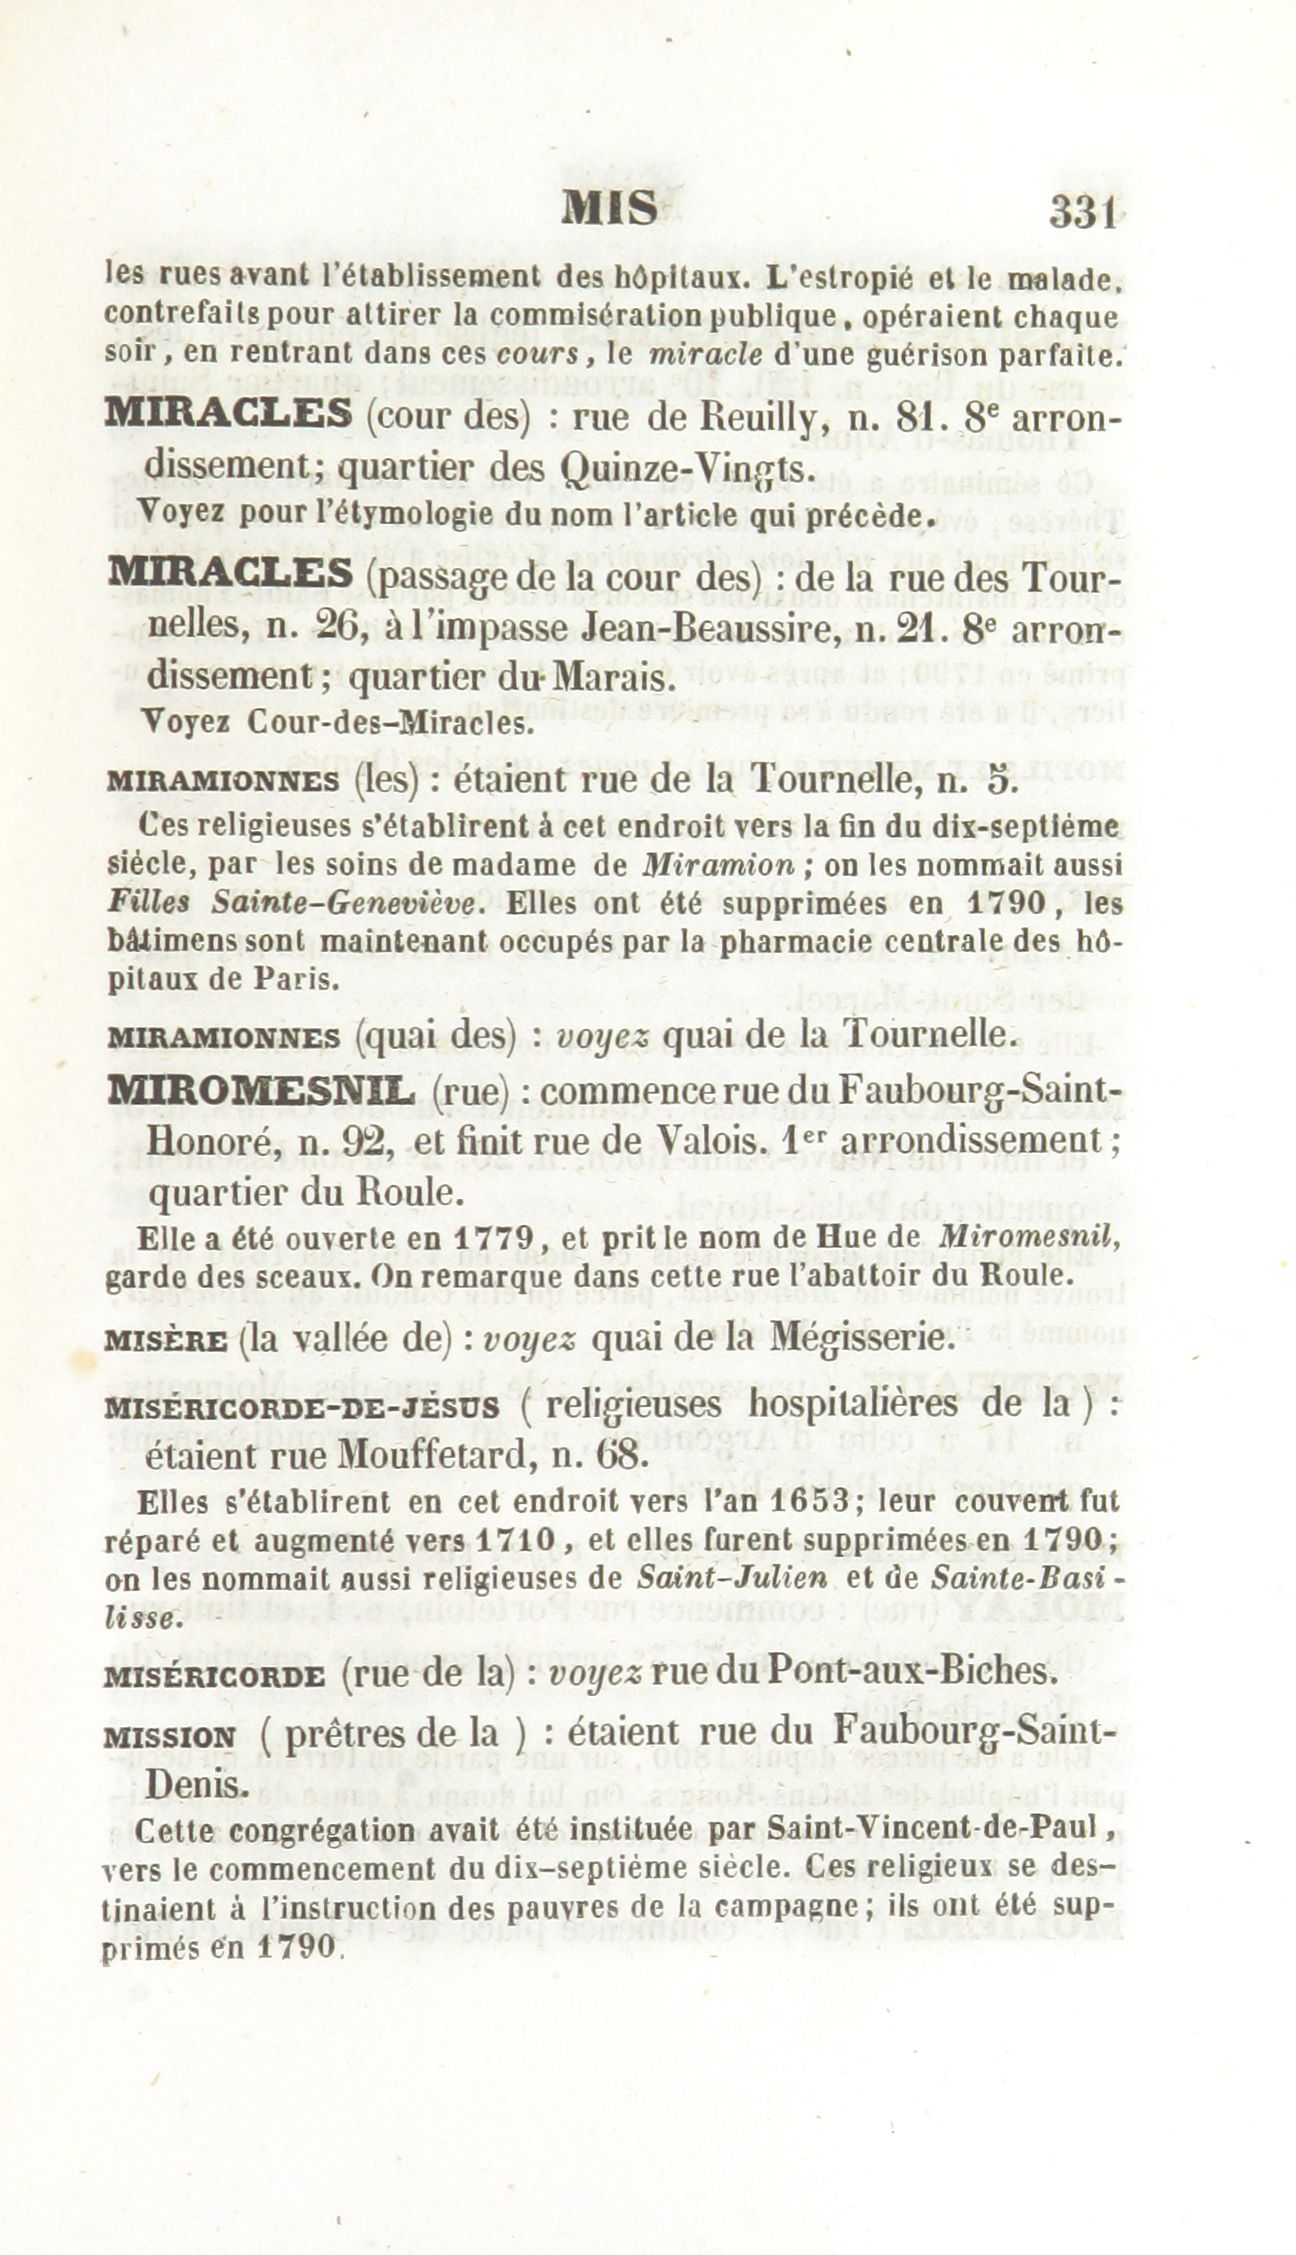 MIS 331
les rues avant l'établissement des hôpitaux. L'estropié et le malade,
contrefaits pour attirer la commisération publique, opéraient chaque
soir, en rentrant dans ces cours, le miracle d'une guérison parfaite.
MIRACLES (cour des) : rue de Reuilly, n. 81. 8e arron-
dissement; quartier des Quinze-Vingts.
Voyez pour l'étymologie du nom l'article qui précède.
MIRACLES (passage de la cour des) : de la rue des Tour-
nelles, n. 26, à l'impasse Jean-Beaussire, n. 21. 8e arron-
dissement; quartier du Marais.
Voyez Cour-des-Miracles.
MIRAMIONNES (les) : étaient rue de la Tournelle, n. 5.
Ces religieuses s'établirent à cet endroit vers la fin du dix-septième
siècle, par les soins de madame de Miramion; on les nommait aussi
Filles Sainte-Geneviève. Elles ont été supprimées en 1790, les
bâtimens sont maintenant occupés par la pharmacie centrale des hô-
pitaux de Paris.
MIRAMIONNES (quai des) : voyez quai de la Tournelle.
MIROMESNIL (rue) : commence rue du Faubourg-Saint-
Honoré, n. 92, et finit rue de Valois. 1er arrondissement;
quartier du Roule.
Elle a été ouverte en 1779, et prit le nom de Hue de Miromesnil,
garde des sceaux. On remarque dans cette rue l'abattoir du Roule.
MISÈRE (la vallée de) : voyez quai de la Mégisserie.
MISÉRICORDE-DE-JÉSUS ( religieuses hospitalières de la ) :
étaient rue Mouffetard, n. 68.
Elles s'établirent en cet endroit vers l'an 1653; leur couvent fut
réparé et augmenté vers 1710, et elles furent supprimées en 1790;
on les nommait aussi religieuses de Saint-Julien et de Sainte-Basi-
lisse.
MISÉRICORDE (rue de la) : voyez rue du Pont-aux-Biches.
MISSION ( prêtres de la ) : étaient rue du Faubourg-Saint-
Denis.
Cette congrégation avait été instituée par Saint-Vincent-de-Paul,
vers le commencement du dix-septième siècle. Ces religieux se des-
tinaient à l'instruction des pauvres de la campagne; ils ont été sup-
primés en 1790.